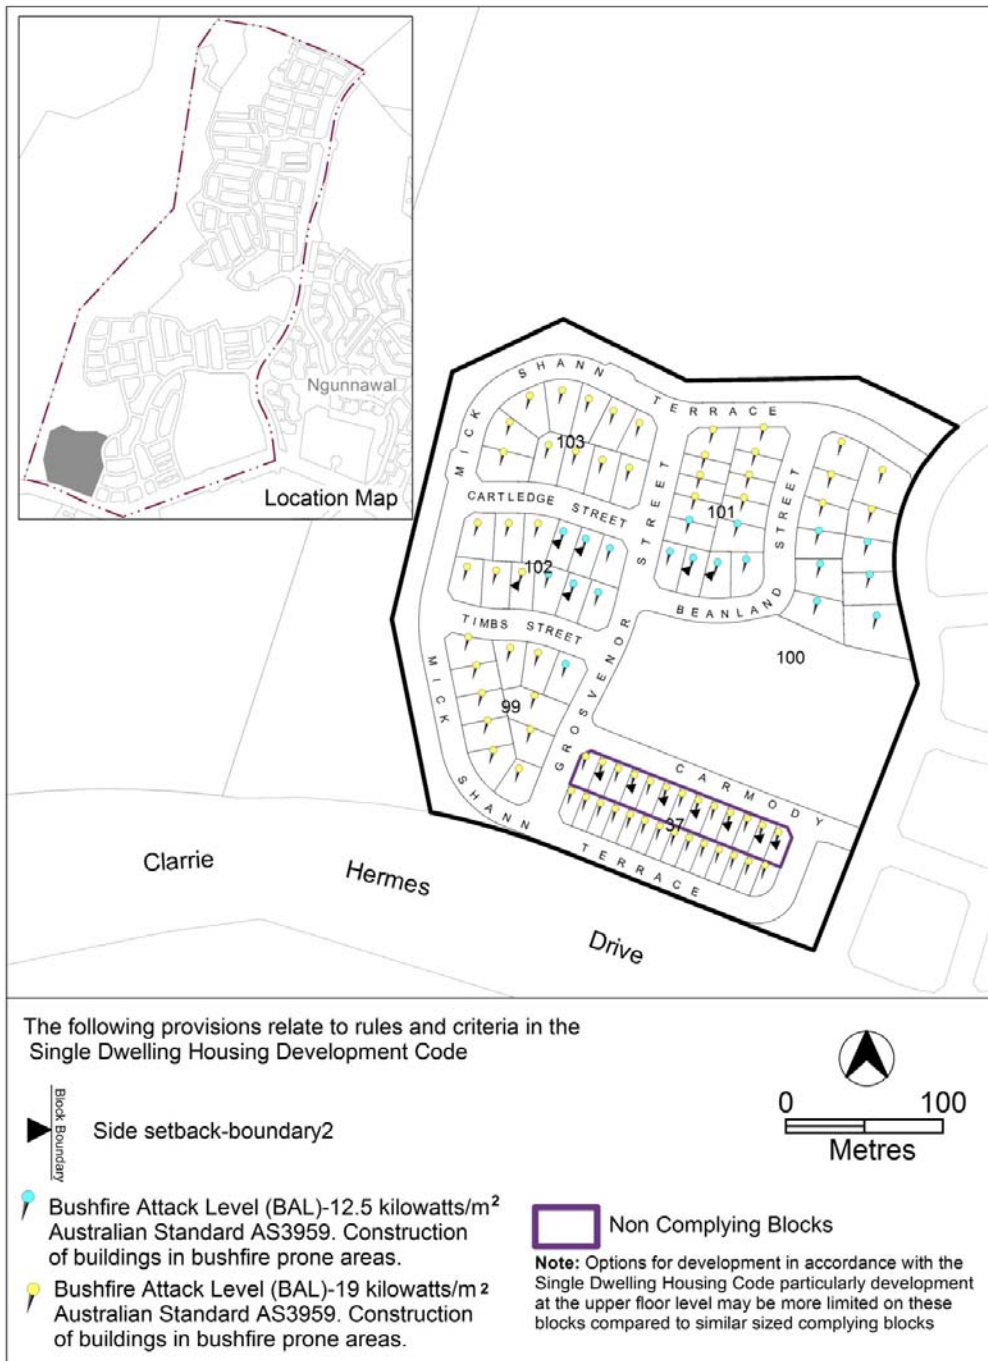 Ngunnawal
Location Map
MICK SHANN TERRACE
103
CARTLEDGE STREET
STREET
101
STREET
102
BEANLAND
TIMBS STREET
GROSVENOR
100
MICK
99
SHANN
CARMODY
37
TERRACE
Clarrie
Hermes
Drive
The following provisions relate to rules and criteria in the
Single Dwelling Housing Development Code
Block Boundary
Side setback-boundary2
0 100
Metres
Bushfire Attack Level (BAL)-12.5 kilowatts/m²
Australian Standard AS3959. Construction
of buildings in bushfire prone areas.
Bushfire Attack Level (BAL)-19 kilowatts/m²
Australian Standard AS3959. Construction
of buildings in bushfire prone areas.
Non Complying Blocks
Note: Options for development in accordance with the
Single Dwelling Housing Code particularly development
at the upper floor level may be more limited on these
blocks compared to similar sized complying blocks